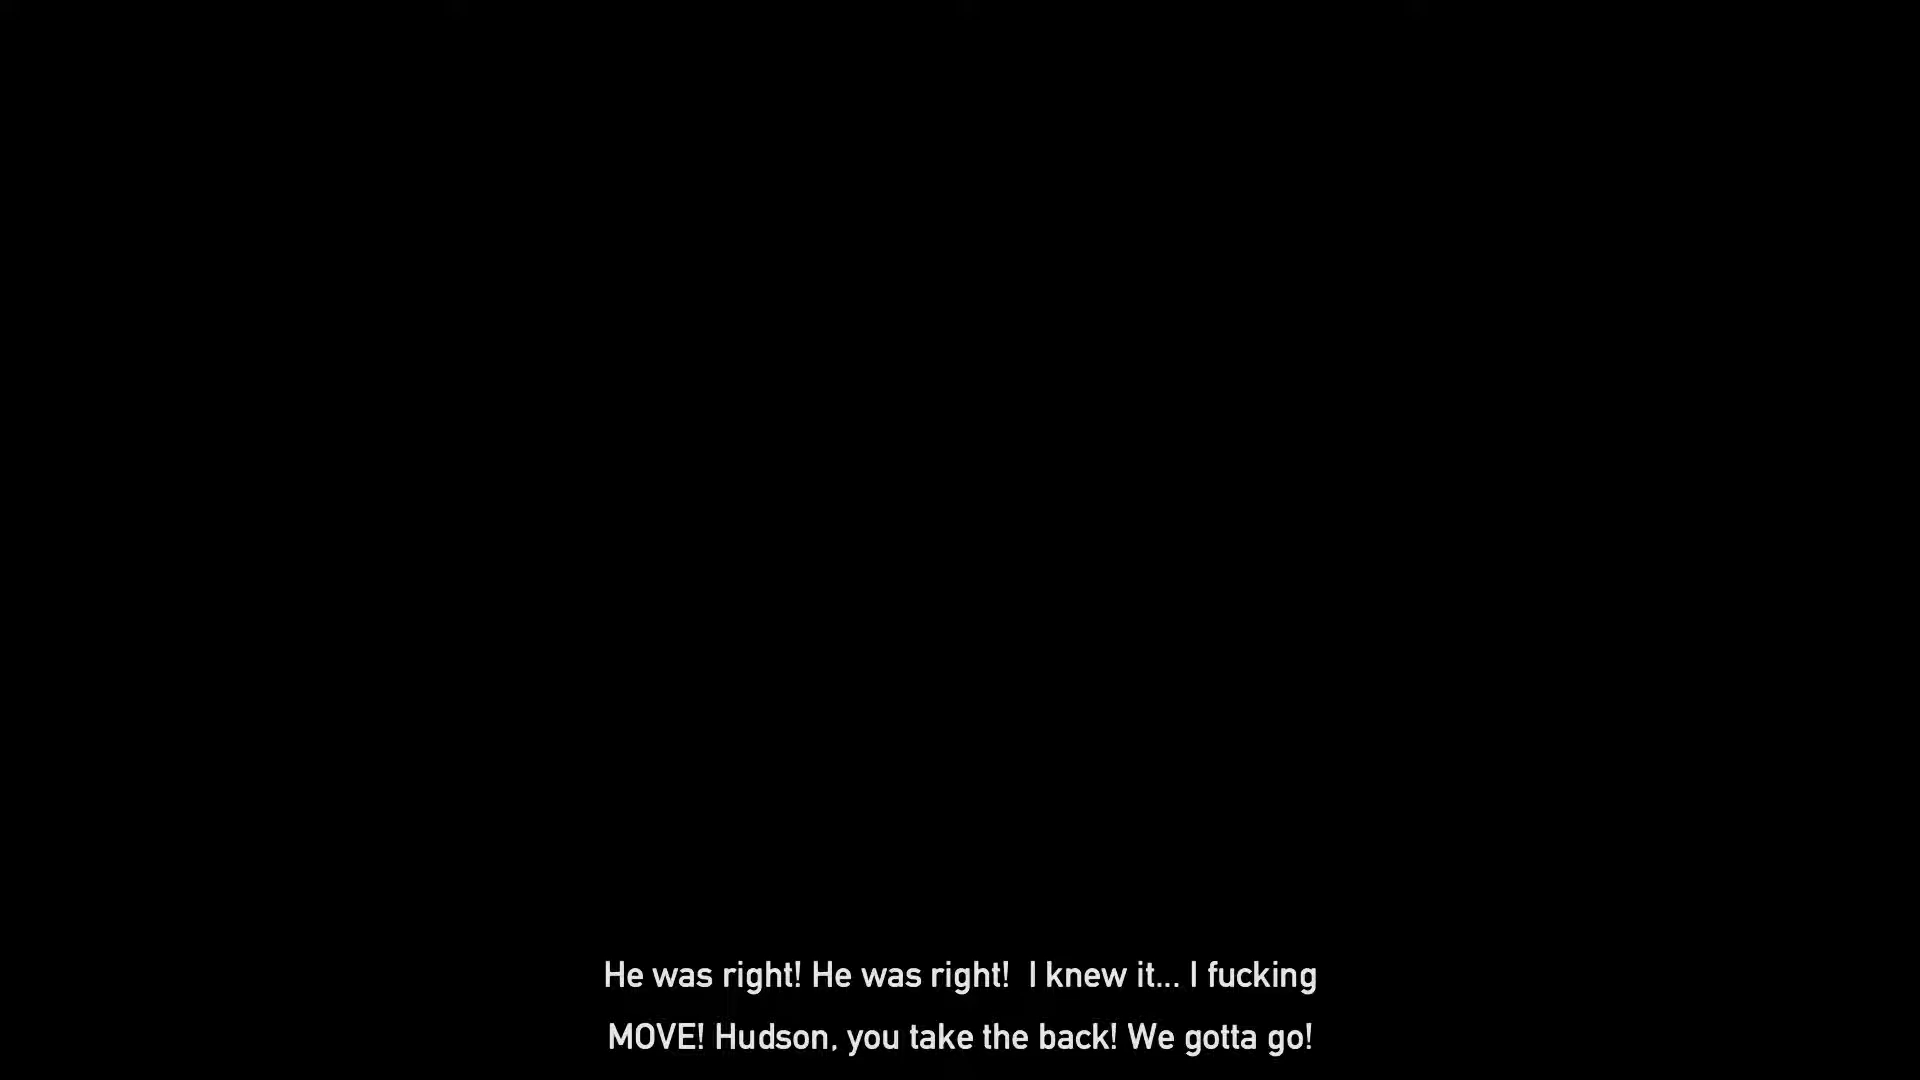 He was right! He was right!  I knew it... I fucking
MOVE! Hudson, you take the back! We gotta go!